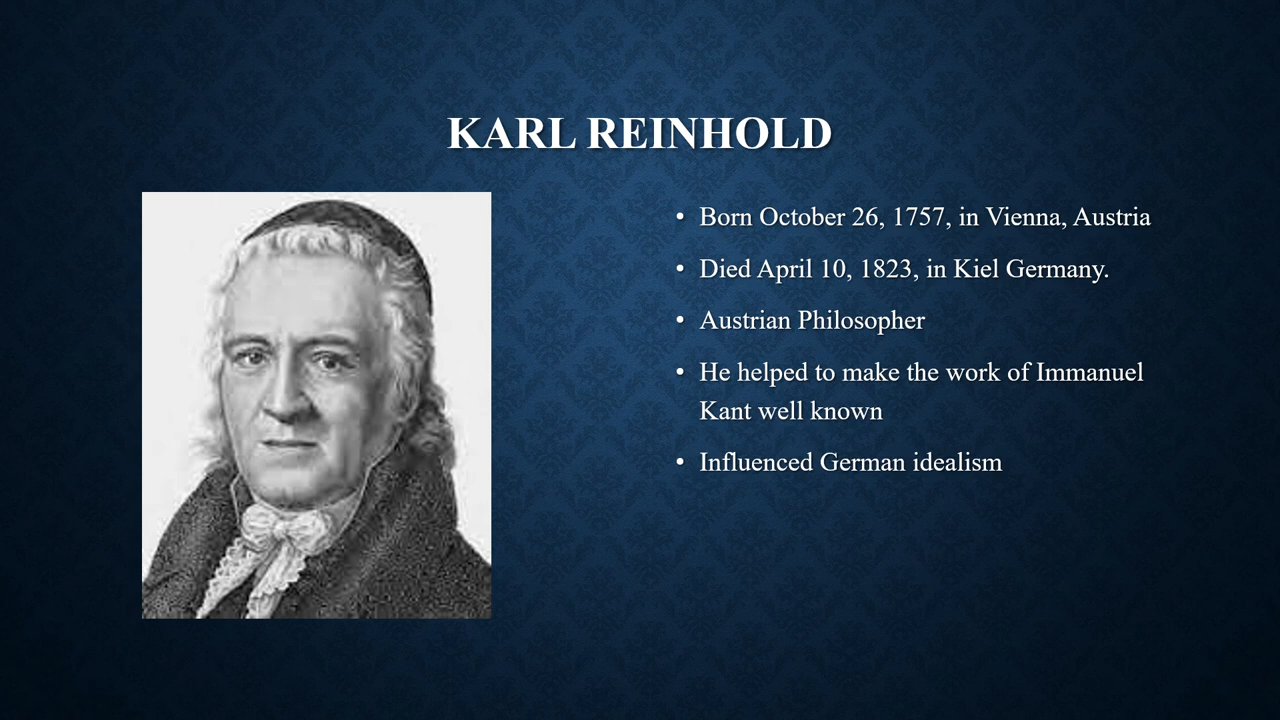 KARL REINHOLD
• Born October 26, 1757, in Vienna, Austria
• Died April 10, 1823, in Kiel Germany.
• Austrian Philosopher
• He helped to make the work of Immanuel
Kant well known
• Influenced German idealism